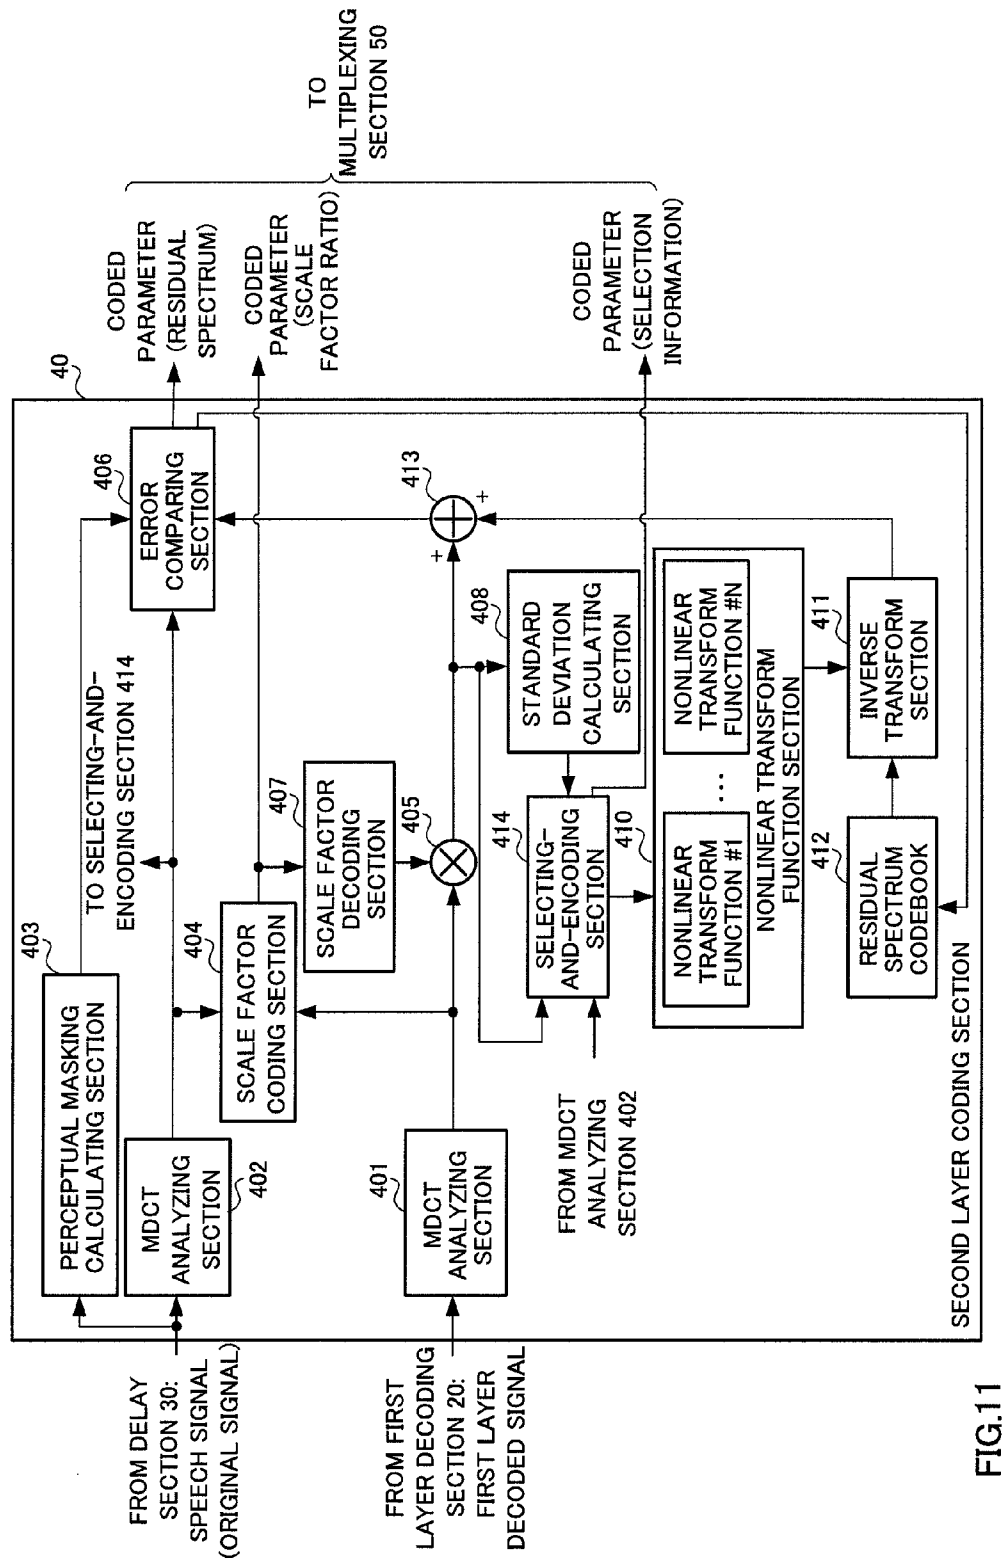 FROM DELAY
SECTION 30:
SPEECH SIGNAL
(ORIGINAL SIGNAL)
FROM FIRST
LAYER DECODING
SECTION 20:
FIRST LAYER
DECODED SIGNAL
PERCEPTUAL MASKING
CALCULATING SECTION
403
MDCT
ANALYZING
SECTION
402
MDCT
ANALYZING
SECTION
401
TO SELECTING-AND-
ENCODING SECTION 414
SCALE FACTOR
CODING SECTION
404
SCALE FACTOR
DECODING
SECTION
407
405
ERROR
COMPARING
SECTION
406
413
+
+
STANDARD
DEVIATION
CALCULATING
SECTION
408
SELECTING-
AND-ENCODING
SECTION
414
FROM MDCT
ANALYZING
SECTION 402
410
NONLINEAR
TRANSFORM
FUNCTION #1
...
NONLINEAR
TRANSFORM
FUNCTION #N
NONLINEAR TRANSFORM
FUNCTION SECTION
RESIDUAL
SPECTRUM
CODEBOOK
412
INVERSE
TRANSFORM
SECTION
411
SECOND LAYER CODING SECTION
40
CODED
PARAMETER
(RESIDUAL
SPECTRUM)
CODED
PARAMETER
(SCALE
FACTOR RATIO)
CODED
PARAMETER
(SELECTION
INFORMATION)
TO
MULTIPLEXING
SECTION 50
FIG.11